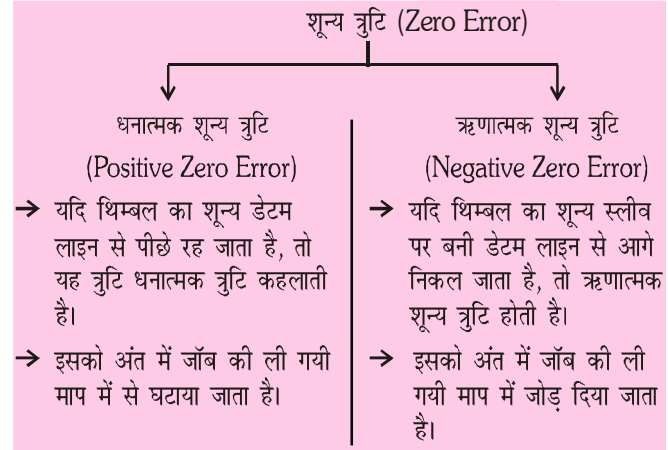 शून्य त्रुटि (Zero Error)
धनात्मक शून्य त्रुटि
(Positive Zero Error)
→ यदि थिम्बल का शून्य डेटम
लाइन से पीछे रह जाता है, तो
यह त्रुटि धनात्मक त्रुटि कहलाती
है।
→ इसको अंत में जॉब की ली गयी
माप में से घटाया जाता है।
ऋणात्मक शून्य त्रुटि
(Negative Zero Error)
→ यदि थिम्बल का शून्य स्लीव
पर बनी डेटम लाइन से आगे
निकल जाता है, तो ऋणात्मक
शून्य त्रुटि होती है।
→ इसको अंत में जॉब की ली
गयी माप में जोड़ दिया जाता
है।